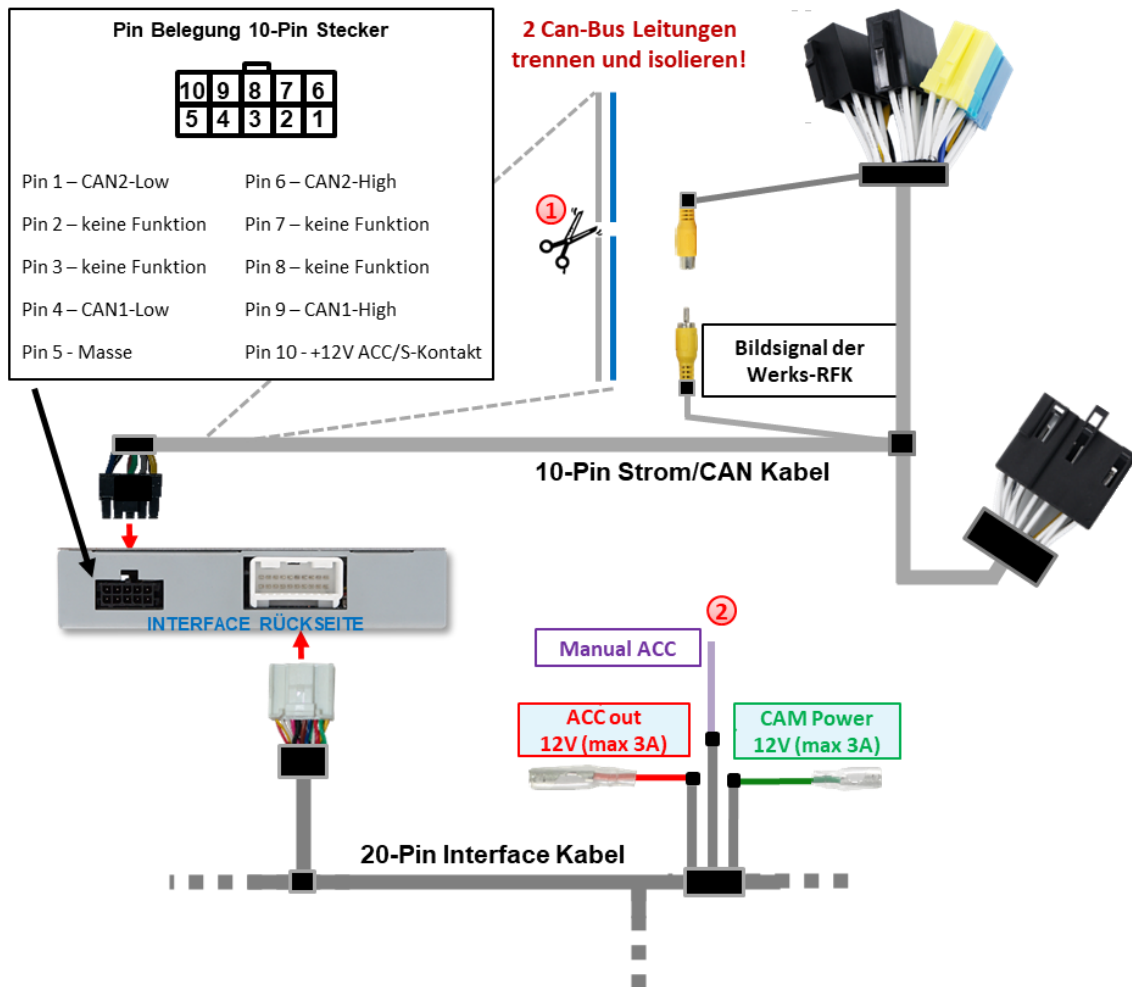 Pin Belegung 10-Pin Stecker
10 9 8 7 6
5 4 3 2 1
Pin 1 – CAN2-Low
Pin 6 – CAN2-High
Pin 2 – keine Funktion
Pin 7 – keine Funktion
Pin 3 – keine Funktion
Pin 8 – keine Funktion
Pin 4 – CAN1-Low
Pin 9 – CAN1-High
Pin 5 - Masse
Pin 10 - +12V ACC/S-Kontakt
2 Can-Bus Leitungen
trennen und isolieren!
1
Bildsignal der
Werks-RFK
10-Pin Strom/CAN Kabel
INTERFACE RÜCKSEITE
2
Manual ACC
ACC out
12V (max 3A)
CAM Power
12V (max 3A)
20-Pin Interface Kabel